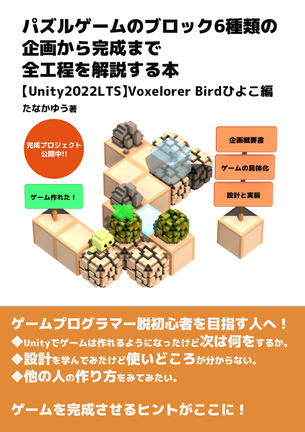 パズルゲームのブロック6種類の
企画から完成まで
全工程を解説する本
【Unity2022LTS】Voxelorer Birdひよこ編
たなかゆう著
完成プロジェクト
公開中!!
企画概要書
ゲームの具体化
設計と実装
ゲーム作れた！
ゲームプログラマー脱初心者を目指す人へ！
◆Unityでゲームは作れるようになったけど次は何をするか。
◆設計を学んでみたけど使いどころが分からない。
◆他の人の作り方をみてみたい。
ゲームを完成させるヒントがここに！